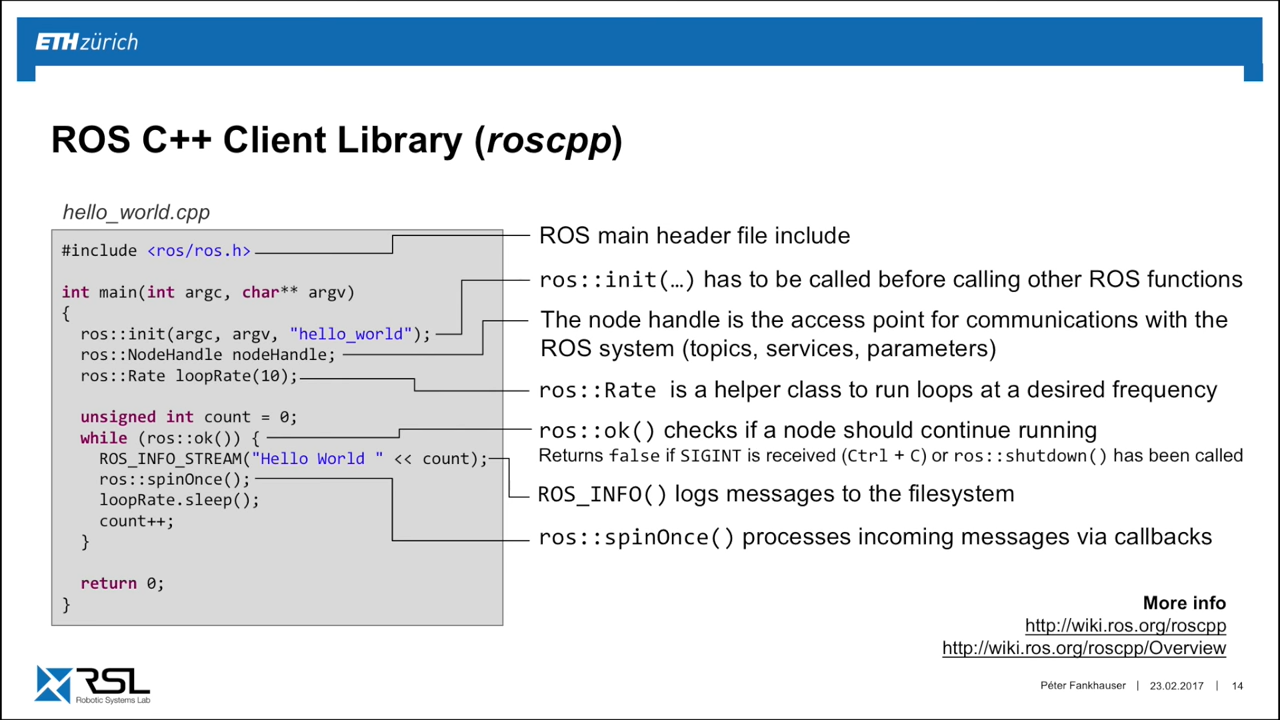 ETH zürich
ROS C++ Client Library (roscpp)
hello_world.cpp
#include <ros/ros.h>
int main(int argc, char** argv)
{
ros::init(argc, argv, "hello_world");
ros::NodeHandle nodeHandle;
ros::Rate loopRate(10);
unsigned int count = 0;
while (ros::ok()) {
ROS_INFO_STREAM("Hello World " << count);
ros::spinOnce();
loopRate.sleep();
count++;
}
return 0;
}
ROS main header file include
ros::init(…) has to be called before calling other ROS functions
The node handle is the access point for communications with the
ROS system (topics, services, parameters)
ros::Rate is a helper class to run loops at a desired frequency
ros::ok() checks if a node should continue running
Returns false if SIGINT is received (Ctrl + C) or ros::shutdown() has been called
ROS_INFO() logs messages to the filesystem
ros::spinOnce() processes incoming messages via callbacks
More info
http://wiki.ros.org/roscpp
http://wiki.ros.org/roscpp/Overview
RSL
Robotic Systems Lab
Péter Fankhauser | 23.02.2017 | 14